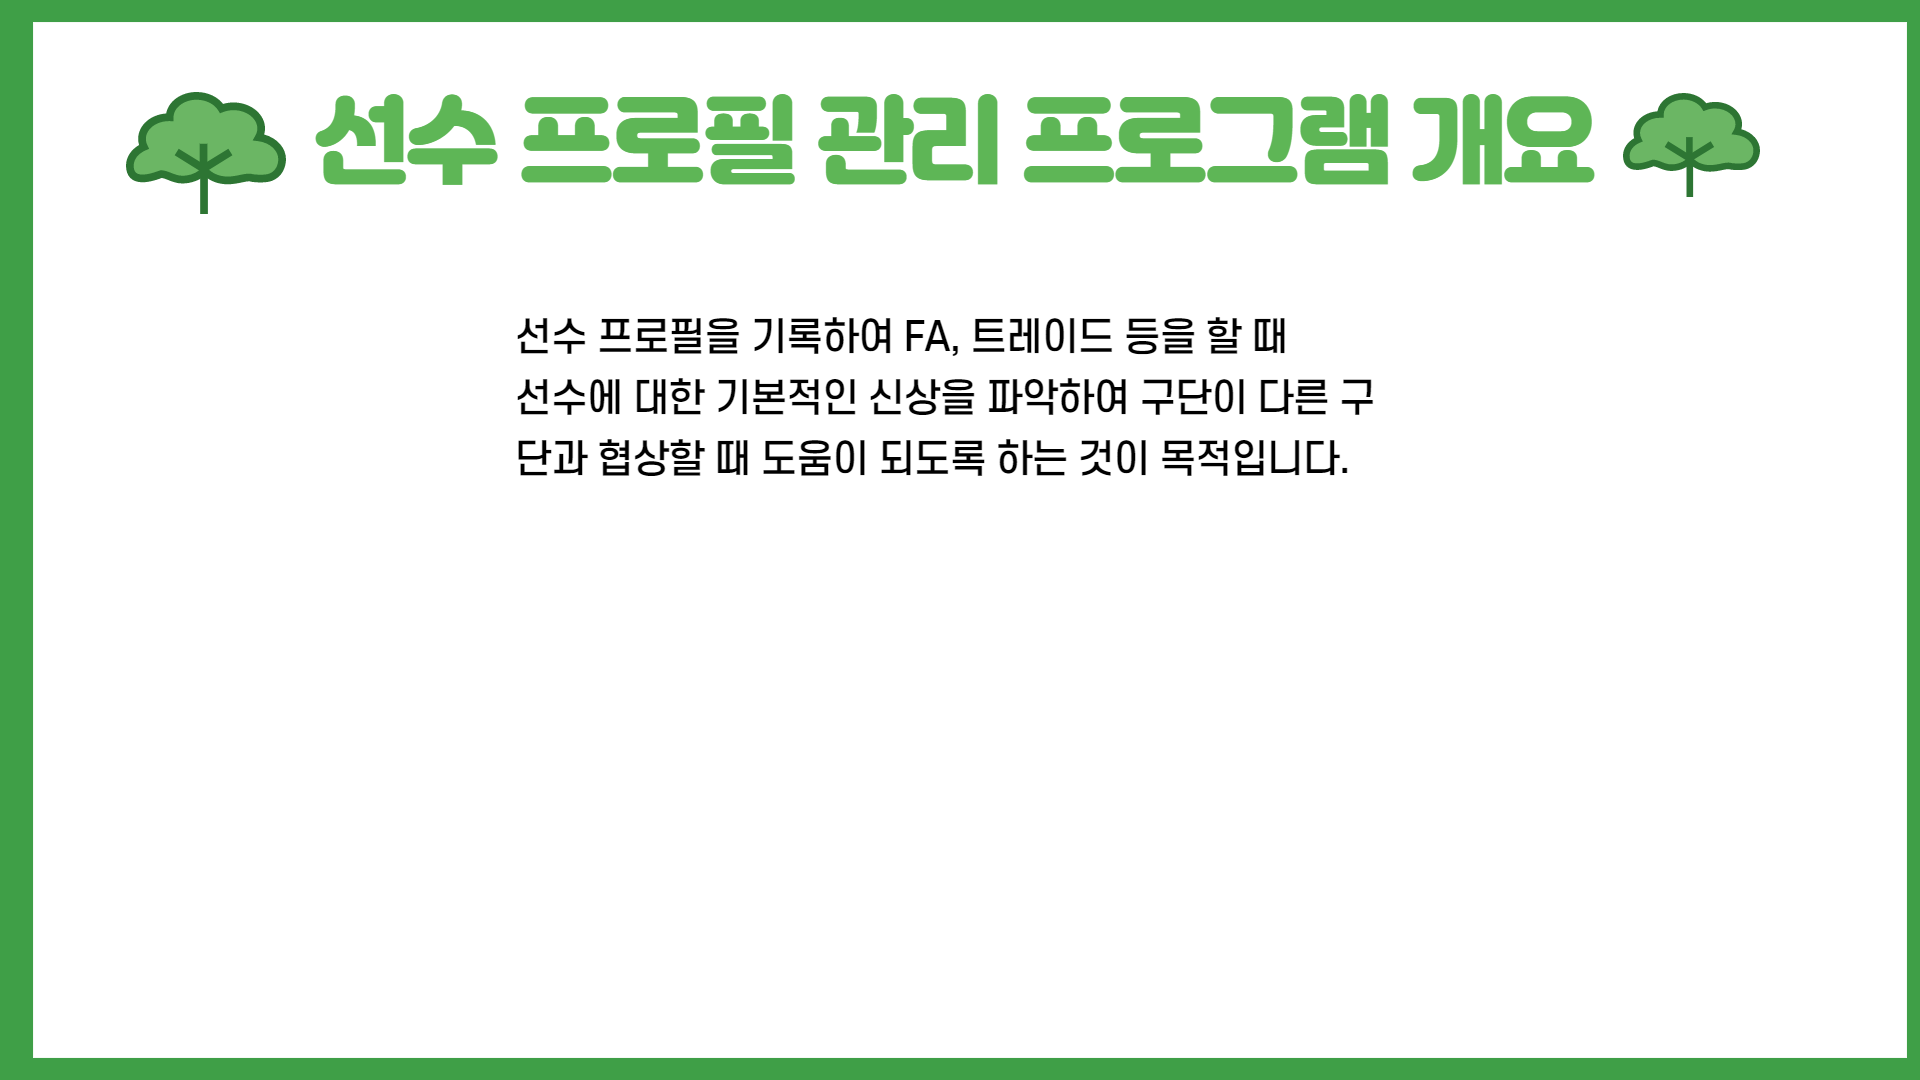 선수 프로필 관리 프로그램 개요
선수 프로필을 기록하여 FA, 트레이드 등을 할 때
선수에 대한 기본적인 신상을 파악하여 구단이 다른 구
단과 협상할 때 도움이 되도록 하는 것이 목적입니다.